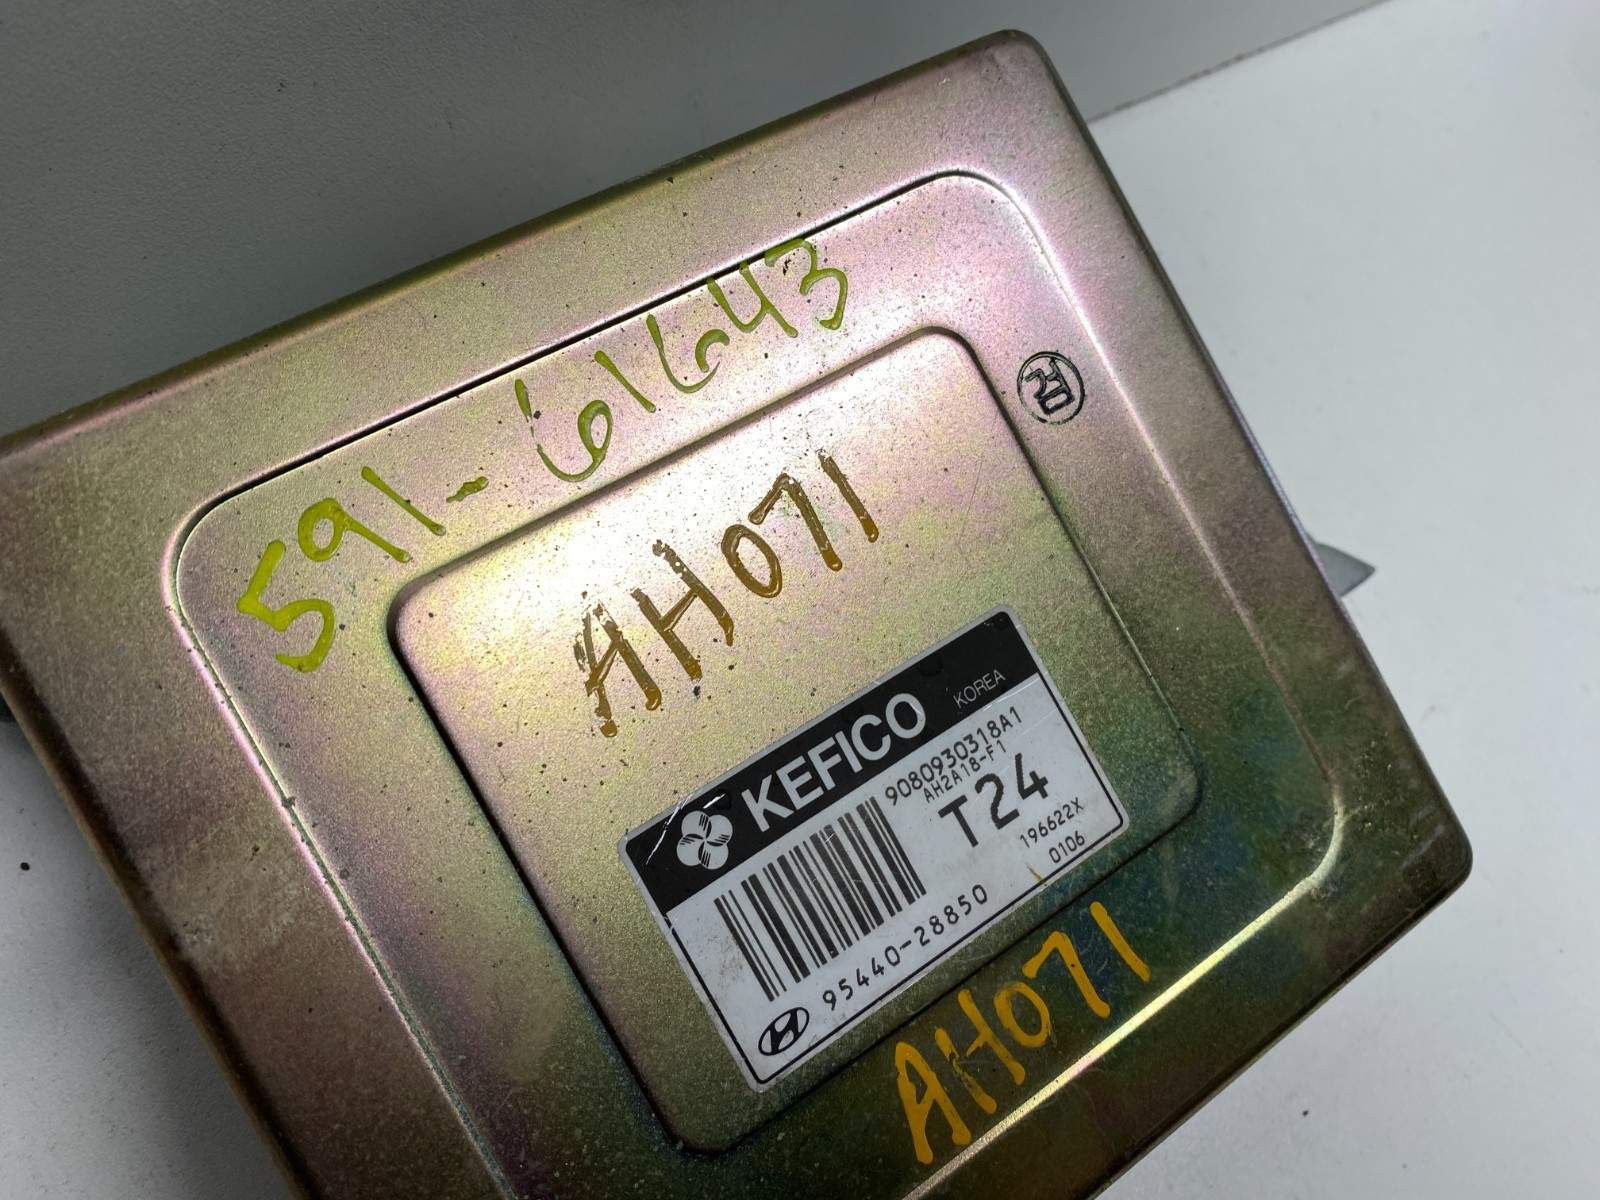 591-61643
검
AH071
KEFICO KOREA
9080930318A1
AH2A18-F1
T24
196622X
0106
95440-28850
AH071